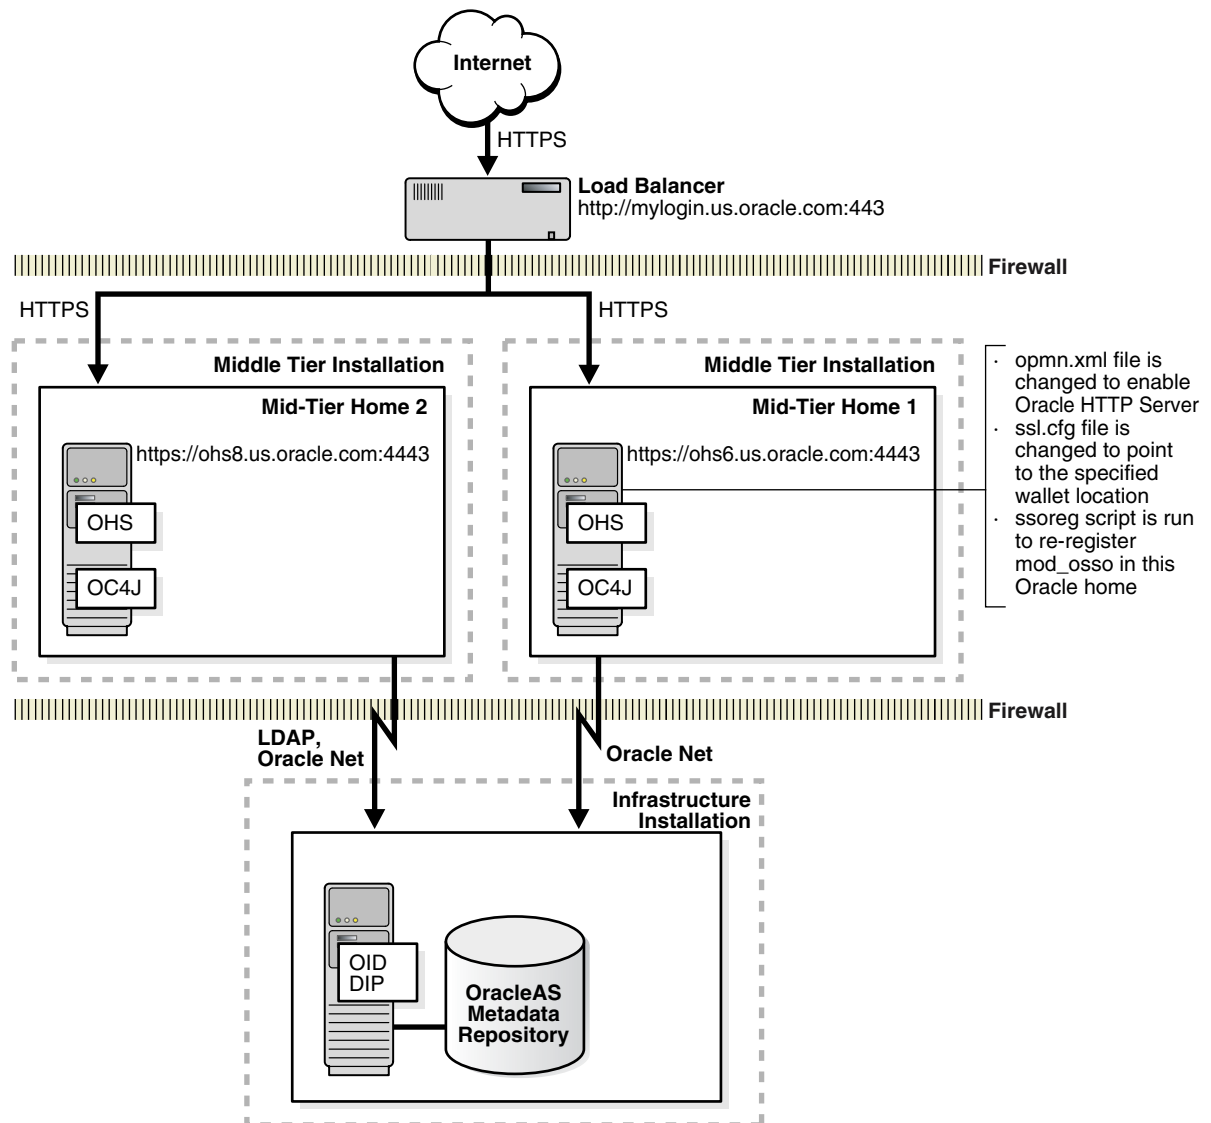 Internet
HTTPS
Load Balancer
http://mylogin.us.oracle.com:443
Firewall
HTTPS
HTTPS
Middle Tier Installation
Mid-Tier Home 2
https://ohs8.us.oracle.com:4443
OHS
OC4J
Middle Tier Installation
Mid-Tier Home 1
https://ohs6.us.oracle.com:4443
OHS
OC4J
· opmn.xml file is
changed to enable
Oracle HTTP Server
· ssl.cfg file is
changed to point
to the specified
wallet location
· ssoreg script is run
to re-register
mod_osso in this
Oracle home
Firewall
LDAP,
Oracle Net
Oracle Net
Infrastructure
Installation
OID
DIP
OracleAS
Metadata
Repository